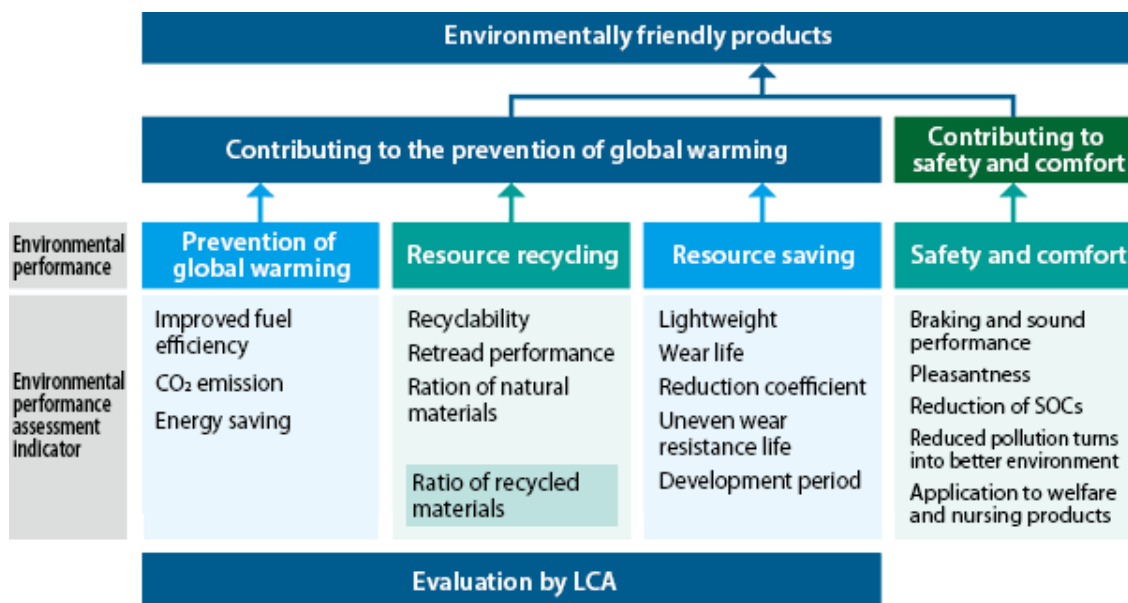 Environmentally friendly products
Contributing to the prevention of global warming
Contributing to
safety and comfort
Environmental
performance
Prevention of
global warming
Resource recycling
Resource saving
Safety and comfort
Environmental
performance
assessment
indicator
Improved fuel
efficiency
CO₂ emission
Energy saving
Recyclability
Retread performance
Ration of natural
materials
Ratio of recycled
materials
Lightweight
Wear life
Reduction coefficient
Uneven wear
resistance life
Development period
Braking and sound
performance
Pleasantness
Reduction of SOCs
Reduced pollution turns
into better environment
Application to welfare
and nursing products
Evaluation by LCA